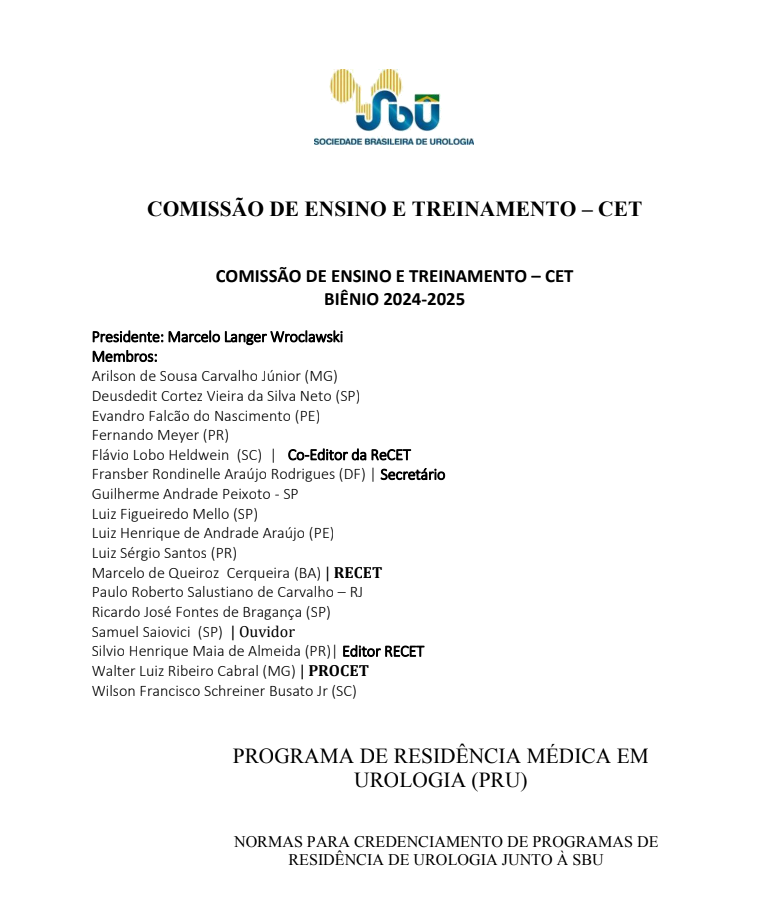 SbU
SOCIEDADE BRASILEIRA DE UROLOGIA
COMISSÃO DE ENSINO E TREINAMENTO – CET
COMISSÃO DE ENSINO E TREINAMENTO – CET
BIÊNIO 2024-2025
Presidente: Marcelo Langer Wroclawski
Membros:
Arilson de Sousa Carvalho Júnior (MG)
Deusdedit Cortez Vieira da Silva Neto (SP)
Evandro Falcão do Nascimento (PE)
Fernando Meyer (PR)
Flávio Lobo Heldwein (SC) | Co-Editor da ReCET
Fransber Rondinelle Araújo Rodrigues (DF) | Secretário
Guilherme Andrade Peixoto - SP
Luiz Figueiredo Mello (SP)
Luiz Henrique de Andrade Araújo (PE)
Luiz Sérgio Santos (PR)
Marcelo de Queiroz Cerqueira (BA) | RECET
Paulo Roberto Salustiano de Carvalho – RJ
Ricardo José Fontes de Bragança (SP)
Samuel Saiovici (SP) | Ouvidor
Silvio Henrique Maia de Almeida (PR)| Editor RECET
Walter Luiz Ribeiro Cabral (MG) | PROCET
Wilson Francisco Schreiner Busato Jr (SC)
PROGRAMA DE RESIDÊNCIA MÉDICA EM
UROLOGIA (PRU)
NORMAS PARA CREDENCIAMENTO DE PROGRAMAS DE
RESIDÊNCIA DE UROLOGIA JUNTO À SBU